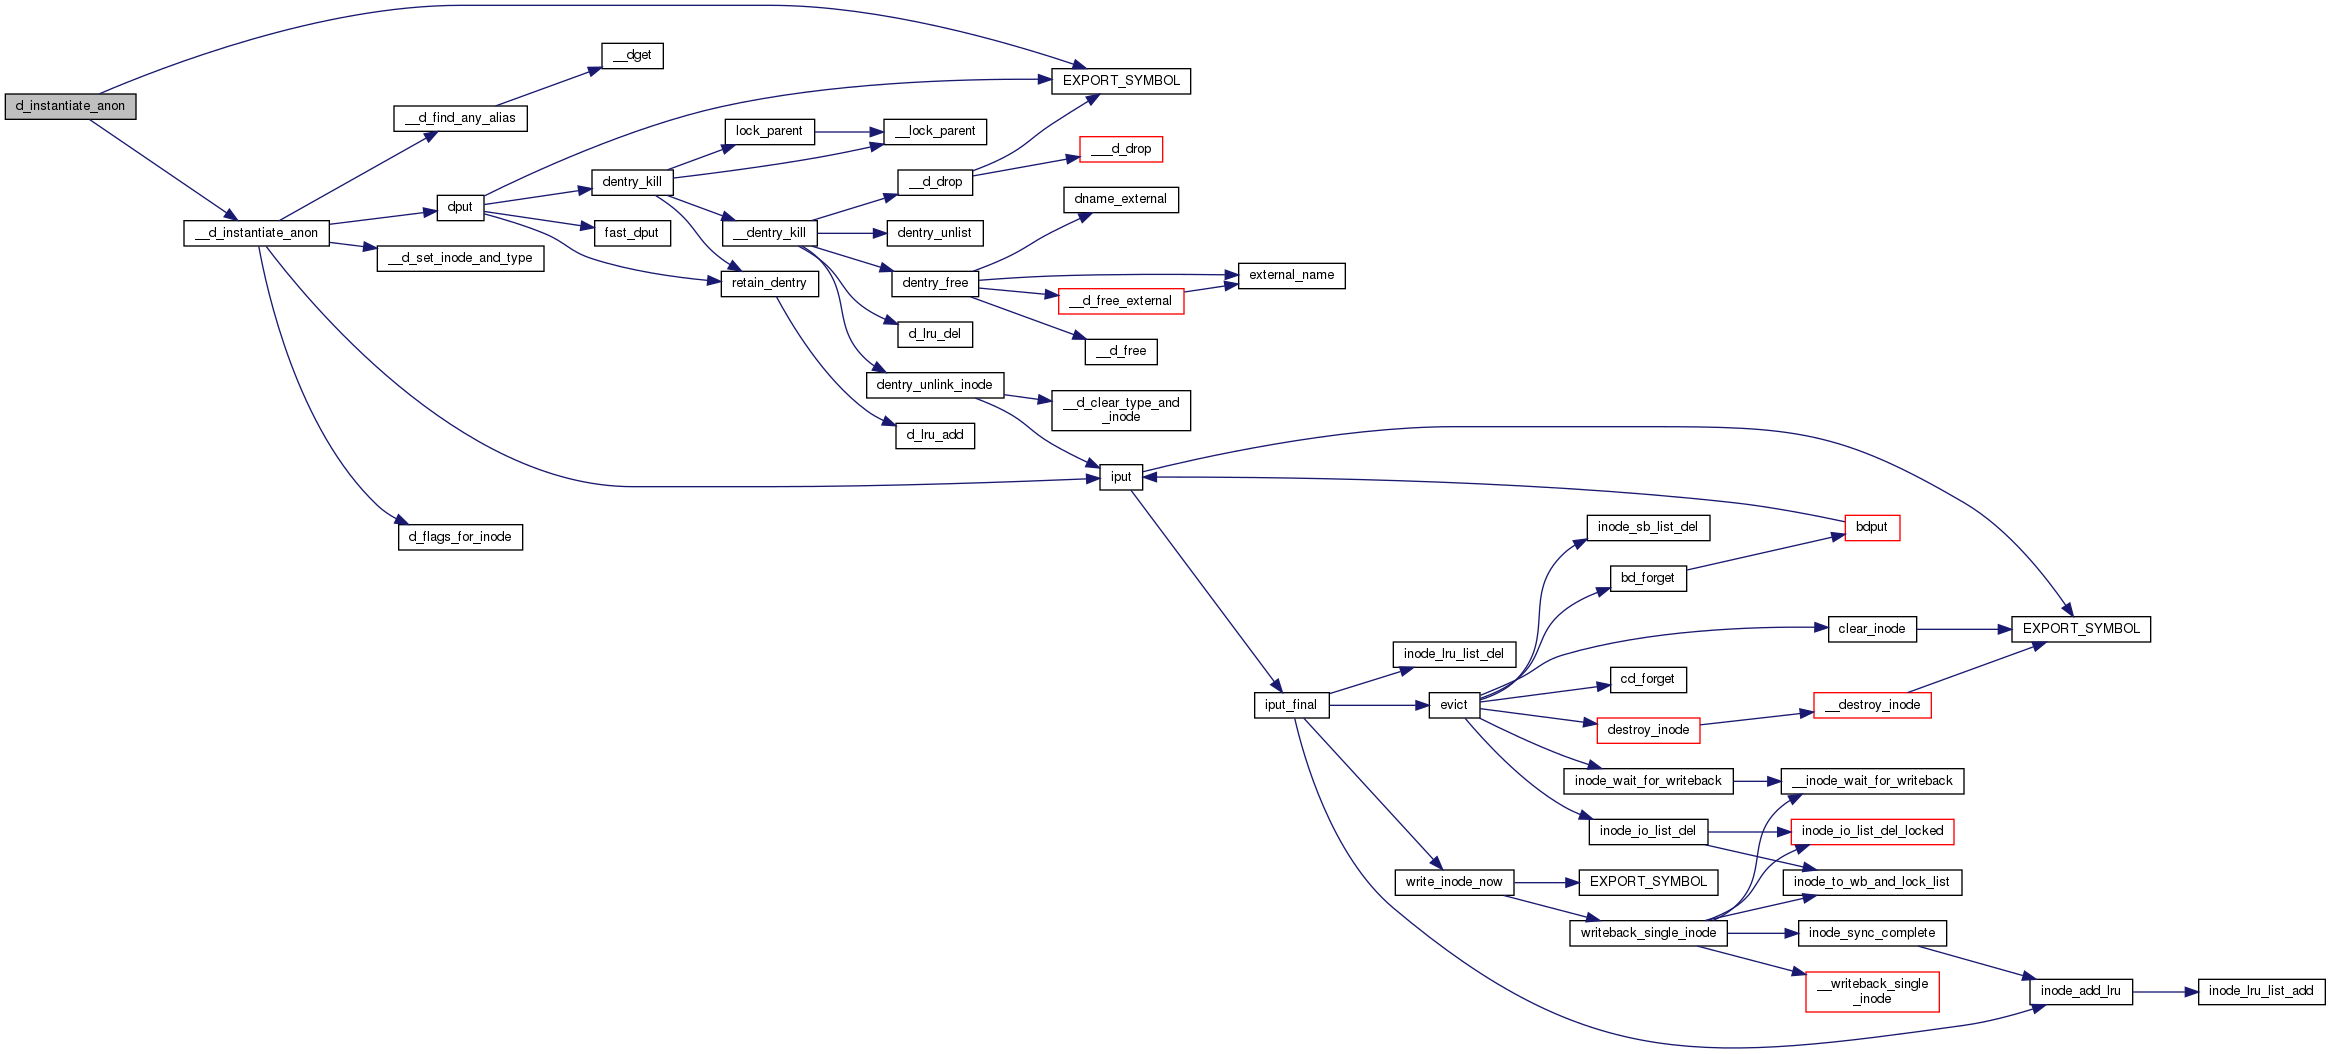 d_instantiate_anon
__d_instantiate_anon
__d_find_any_alias
__dget
dput
__d_set_inode_and_type
d_flags_for_inode
dentry_kill
fast_dput
lock_parent
__lock_parent
__dentry_kill
retain_dentry
EXPORT_SYMBOL
___d_drop
__d_drop
dname_external
dentry_unlist
dentry_free
external_name
__d_free_external
d_lru_del
__d_free
dentry_unlink_inode
__d_clear_type_and
_inode
d_lru_add
iput
inode_sb_list_del
bdput
bd_forget
clear_inode
EXPORT_SYMBOL
inode_lru_list_del
cd_forget
iput_final
evict
__destroy_inode
destroy_inode
inode_wait_for_writeback
__inode_wait_for_writeback
inode_io_list_del
inode_io_list_del_locked
write_inode_now
EXPORT_SYMBOL
inode_to_wb_and_lock_list
writeback_single_inode
inode_sync_complete
__writeback_single
_inode
inode_add_lru
inode_lru_list_add